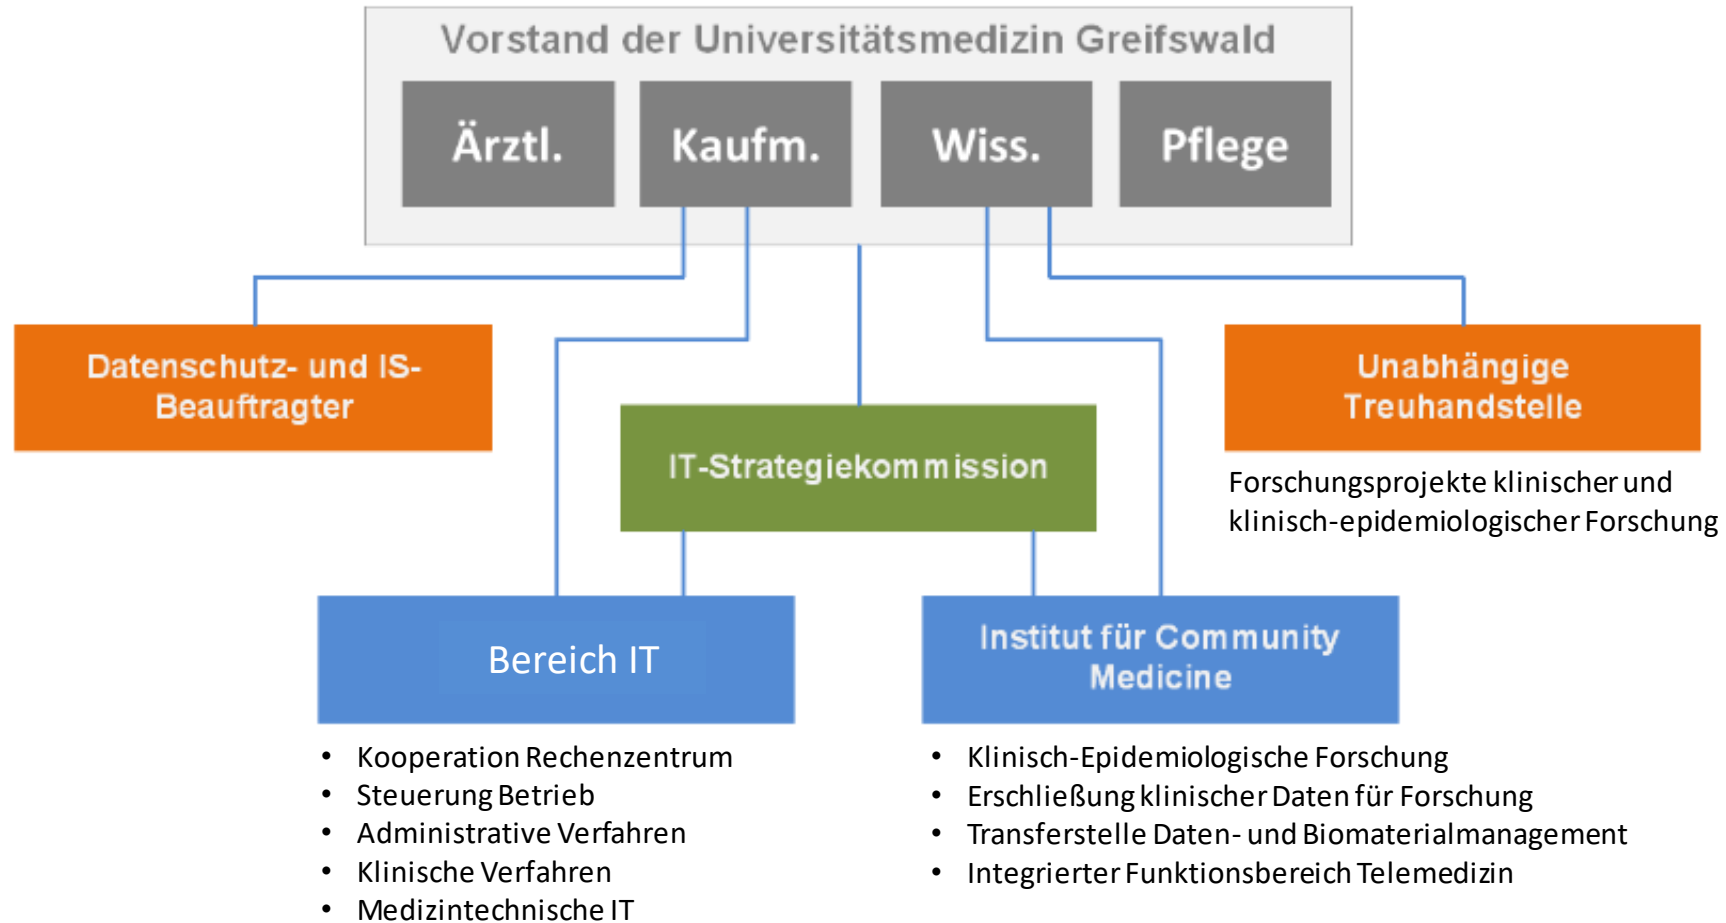 Vorstand der Universitätsmedizin Greifswald
Ärztl.
Kaufm.
Wiss.
Pflege
Datenschutz- und IS-
Beauftragter
Unabhängige
Treuhandstelle
IT-Strategiekommission
Forschungsprojekte klinischer und
klinisch-epidemiologischer Forschung
Bereich IT
Institut für Community
Medicine
• Kooperation Rechenzentrum
• Steuerung Betrieb
• Administrative Verfahren
• Klinische Verfahren
• Medizintechnische IT
• Klinisch-Epidemiologische Forschung
• Erschließung klinischer Daten für Forschung
• Transferstelle Daten- und Biomaterialmanagement
• Integrierter Funktionsbereich Telemedizin